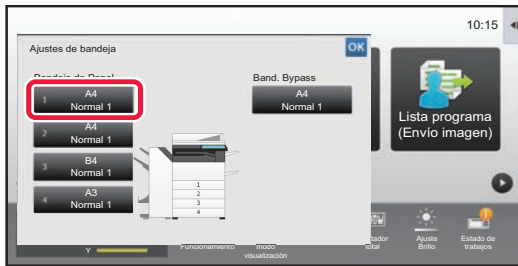 10:15
Ajustes de bandeja
OK
Bandeja de Papel
Band. Bypass
1 A4
Normal 1
A4
Normal 1
2 A4
Normal 1
3 B4
Normal 1
4 A3
Normal 1
1
2
3
4
Lista programa
(Envío imagen)
Y
Funcionamiento
modo
visualización
total
Ajuste
Brillo
Estado de
trabajos